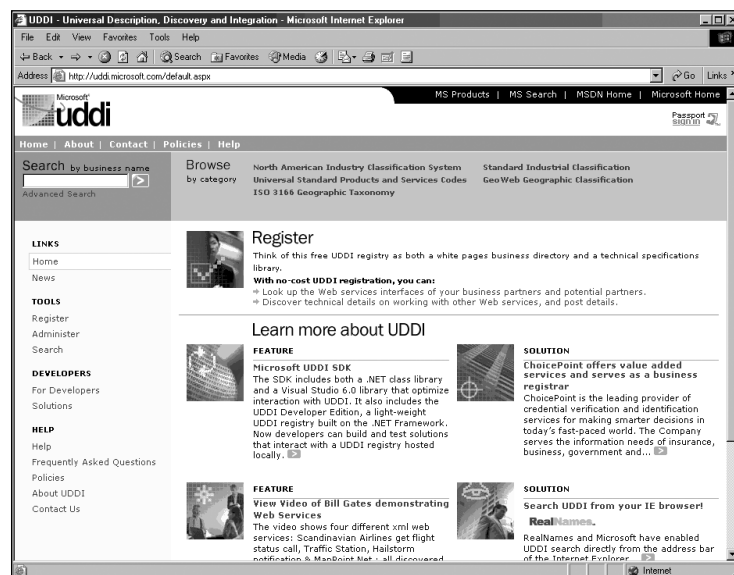 UDDI - Universal Description, Discovery and Integration - Microsoft Internet Explorer
File Edit View Favorites Tools Help
Back Search Favorites Media
Address http://uddi.microsoft.com/default.aspx Go Links
MS Products | MS Search | MSDN Home | Microsoft Home
Microsoft
uddi
Passport
sign in
Home | About | Contact | Policies | Help
Search by business name
Advanced Search
Browse
by category
North American Industry Classification System
Universal Standard Products and Services Codes
ISO 3166 Geographic Taxonomy
Standard Industrial Classification
GeoWeb Geographic Classification
LINKS
Home
News
TOOLS
Register
Administer
Search
DEVELOPERS
For Developers
Solutions
HELP
Help
Frequently Asked Questions
Policies
About UDDI
Contact Us
Register
Think of this free UDDI registry as both a white pages business directory and a technical specifications
library.
With no-cost UDDI registration, you can:
Look up the Web services interfaces of your business partners and potential partners.
Discover technical details on working with other Web services, and post details.
Learn more about UDDI
FEATURE
Microsoft UDDI SDK
The SDK includes both a .NET class library
and a Visual Studio 6.0 library that optimize
interaction with UDDI. It also includes the
UDDI Developer Edition, a light-weight
UDDI registry built on the .NET Framework.
Now developers can build and test solutions
that interact with a UDDI registry hosted
locally.
SOLUTION
ChoicePoint offers value added
services and serves as a business
registrar
ChoicePoint is the leading provider of
credential verification and identification
services for making smarter decisions in
today's fast-paced world. The Company
serves the information needs of insurance,
business, government and...
FEATURE
View Video of Bill Gates demonstrating
Web Services
The video shows four different xml web
services: Scandinavian Airlines get flight
status call, Traffic Station, Hailstorm
notification & MapPoint Net : all discovered
SOLUTION
Search UDDI from your IE browser!
RealNames.
RealNames and Microsoft have enabled
UDDI search directly from the address bar
of the Internet Explorer...
Internet